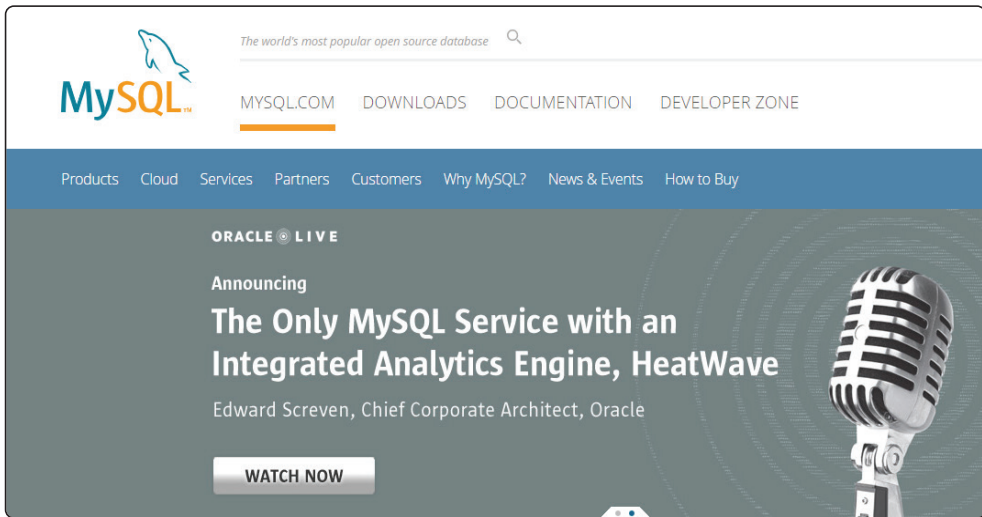 The world's most popular open source database
MySQL™
MYSQL.COM DOWNLOADS DOCUMENTATION DEVELOPER ZONE
Products Cloud Services Partners Customers Why MySQL? News & Events How to Buy
ORACLE LIVE
Announcing
The Only MySQL Service with an
Integrated Analytics Engine, HeatWave
Edward Screven, Chief Corporate Architect, Oracle
WATCH NOW